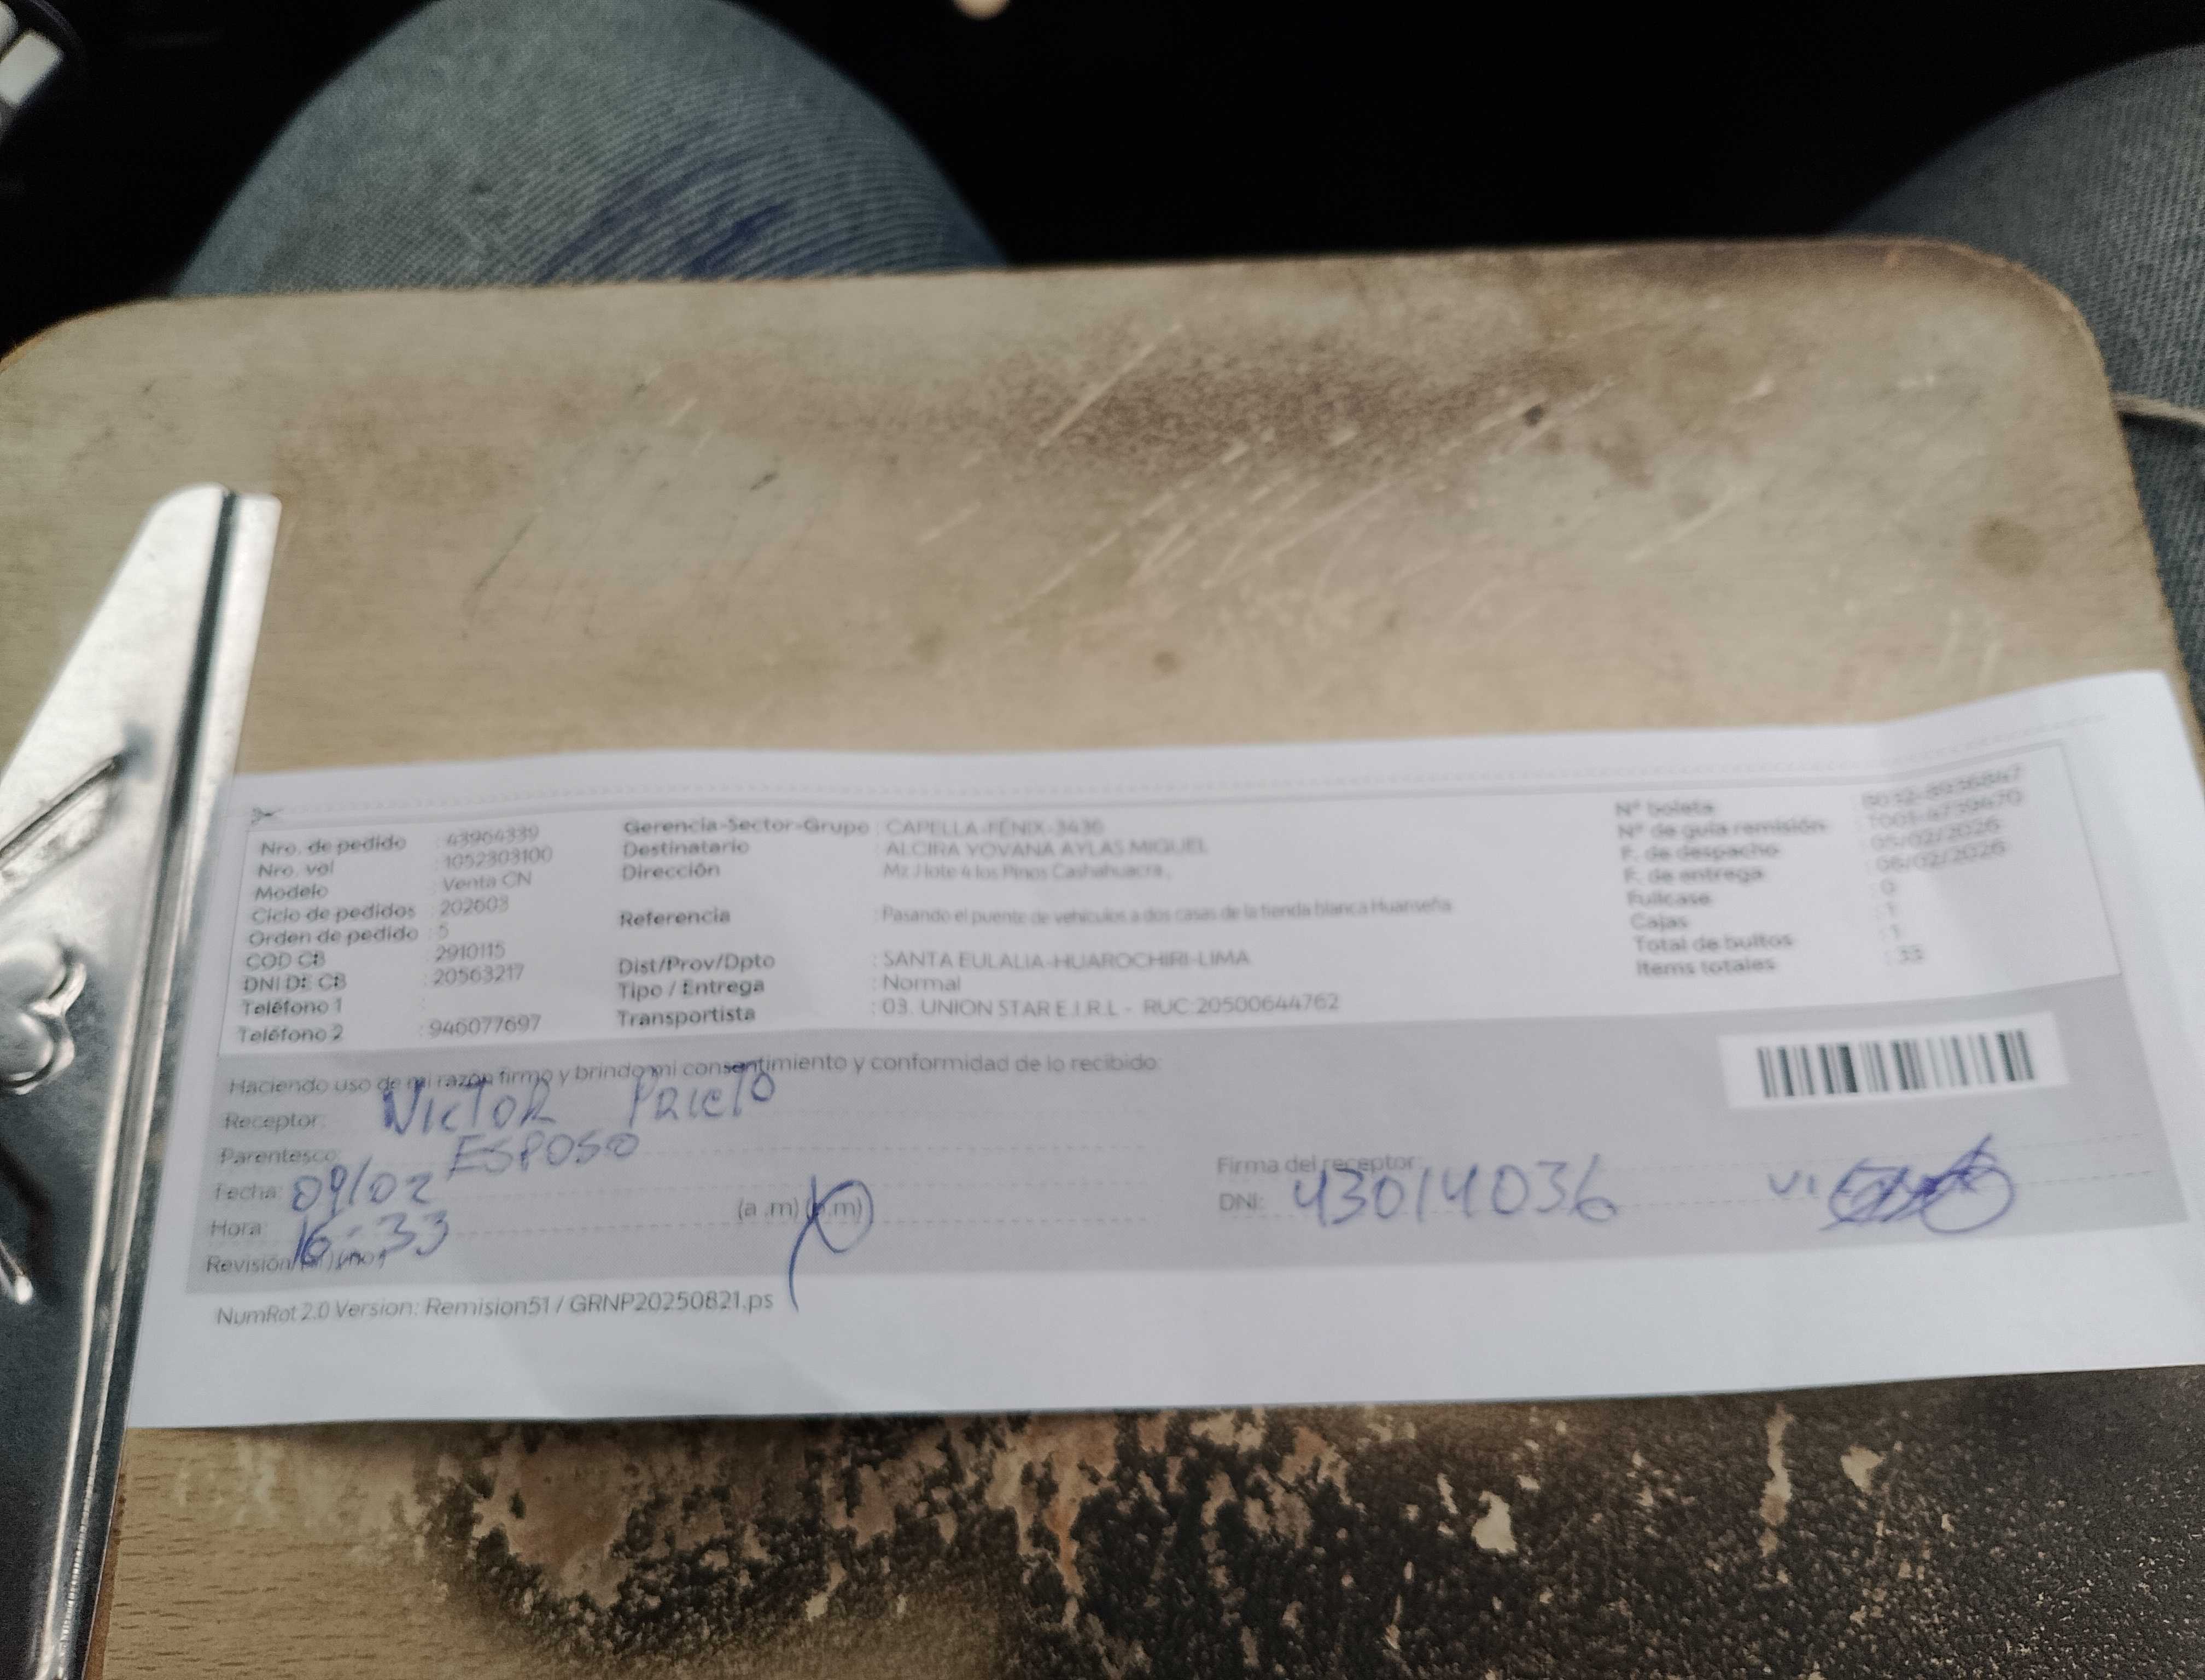 Nro. de pedido : 43964339
Nro. vol : 1052303100
Modelo : Venta CN
Ciclo de pedidos : 202603
Orden de pedido : 5
COD CB : 2910115
DNI DE CB : 20563217
Teléfono 1 :
Teléfono 2 : 946077697
Gerencia-Sector-Grupo : CAPELLA-FÉNIX-3436
Destinatario : ALCIRA YOVANA AYLAS MIGUEL
Dirección : Mz J lote 4 los Pinos Cashahuacra,
Referencia : Pasando el puente de vehículos a dos casas de la tienda blanca Huanseña
Dist/Prov/Dpto : SANTA EULALIA-HUAROCHIRI-LIMA
Tipo / Entrega : Normal
Transportista : 03. UNION STAR E.I.R.L - RUC:20500644762
N° boleta :
N° de guía remisión :
F. de despacho : 05/02/2026
F. de entrega : 06/02/2026
Fullcase : 0
Cajas : 1
Total de bultos : 1
Items totales : 33
Haciendo uso de mi razón firmo y brindo mi consentimiento y conformidad de lo recibido:
Receptor: VICTOR PRIETO
Parentesco: ESPOSO
Fecha: 09/02
Hora: 16:33 (a.m) (p.m)
Revisión (si) (no)
Firma del receptor:
DNI: 43014036
NumRot 2.0 Version: Remision51 / GRNP20250821.ps